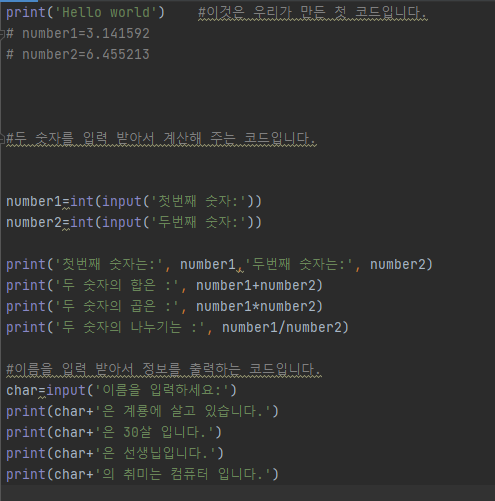 print('Hello world')    #이것은 우리가 만든 첫 코드입니다.
# number1=3.141592
# number2=6.455213
#두 숫자를 입력 받아서 계산해 주는 코드입니다.
number1=int(input('첫번째 숫자:'))
number2=int(input('두번째 숫자:'))
print('첫번째 숫자는:', number1,'두번째 숫자는:', number2)
print('두 숫자의 합은 :', number1+number2)
print('두 숫자의 곱은 :', number1*number2)
print('두 숫자의 나누기는 :', number1/number2)
#이름을 입력 받아서 정보를 출력하는 코드입니다.
char=input('이름을 입력하세요:')
print(char+'은 계룡에 살고 있습니다.')
print(char+'은 30살 입니다.')
print(char+'은 선생닙입니다.')
print(char+'의 취미는 컴퓨터 입니다.')